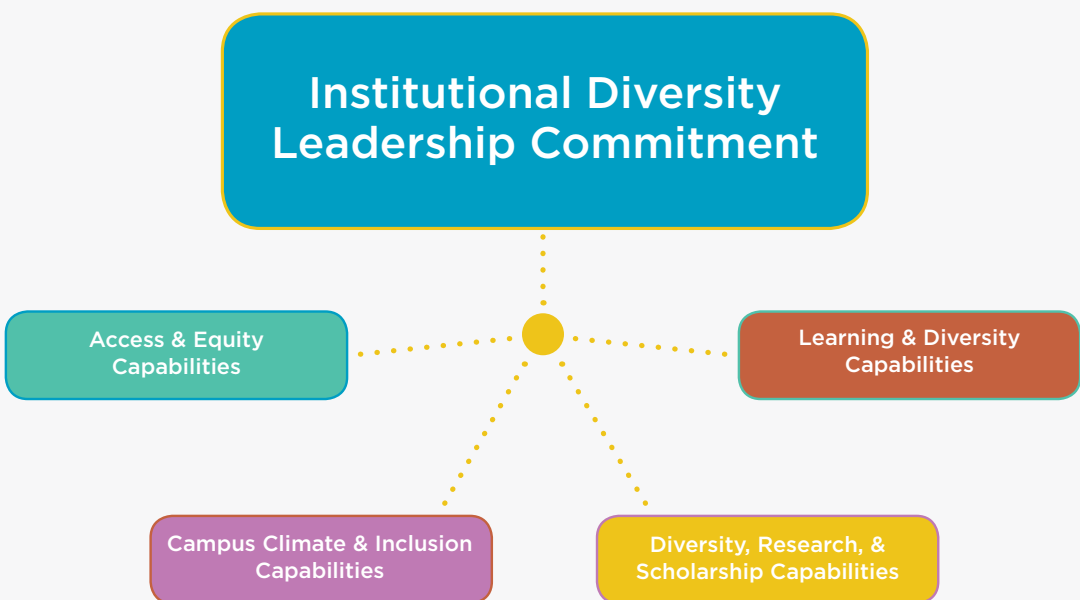 Institutional Diversity
Leadership Commitment
Access & Equity
Capabilities
Learning & Diversity
Capabilities
Campus Climate & Inclusion
Capabilities
Diversity, Research, &
Scholarship Capabilities